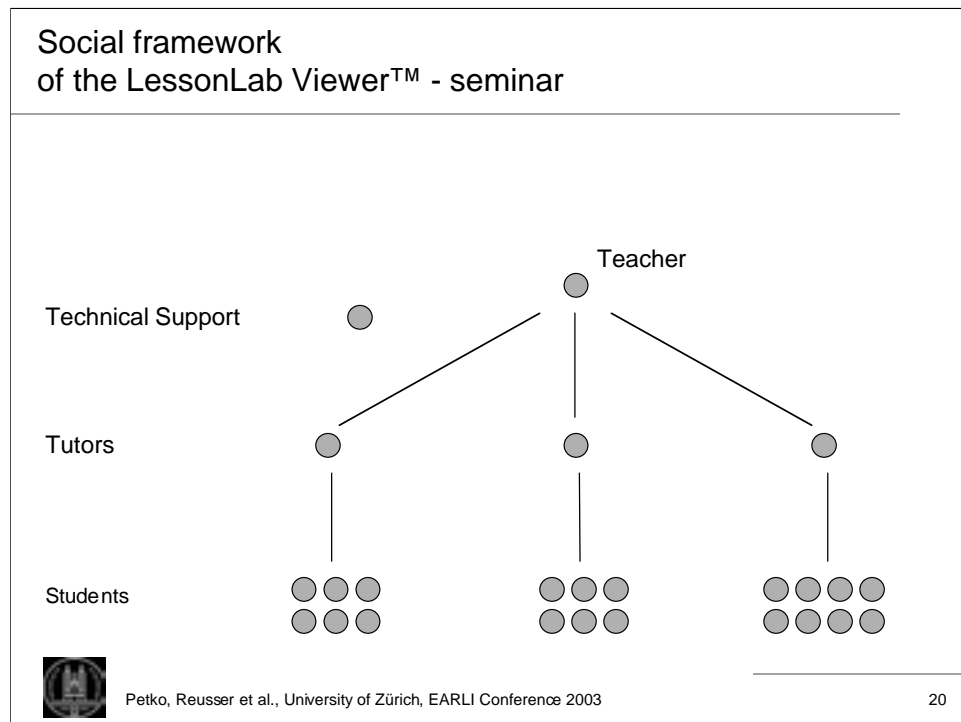 Social framework
of the LessonLab Viewer™ - seminar
Teacher
Technical Support
Tutors
Students
Petko, Reusser et al., University of Zürich, EARLI Conference 2003
20